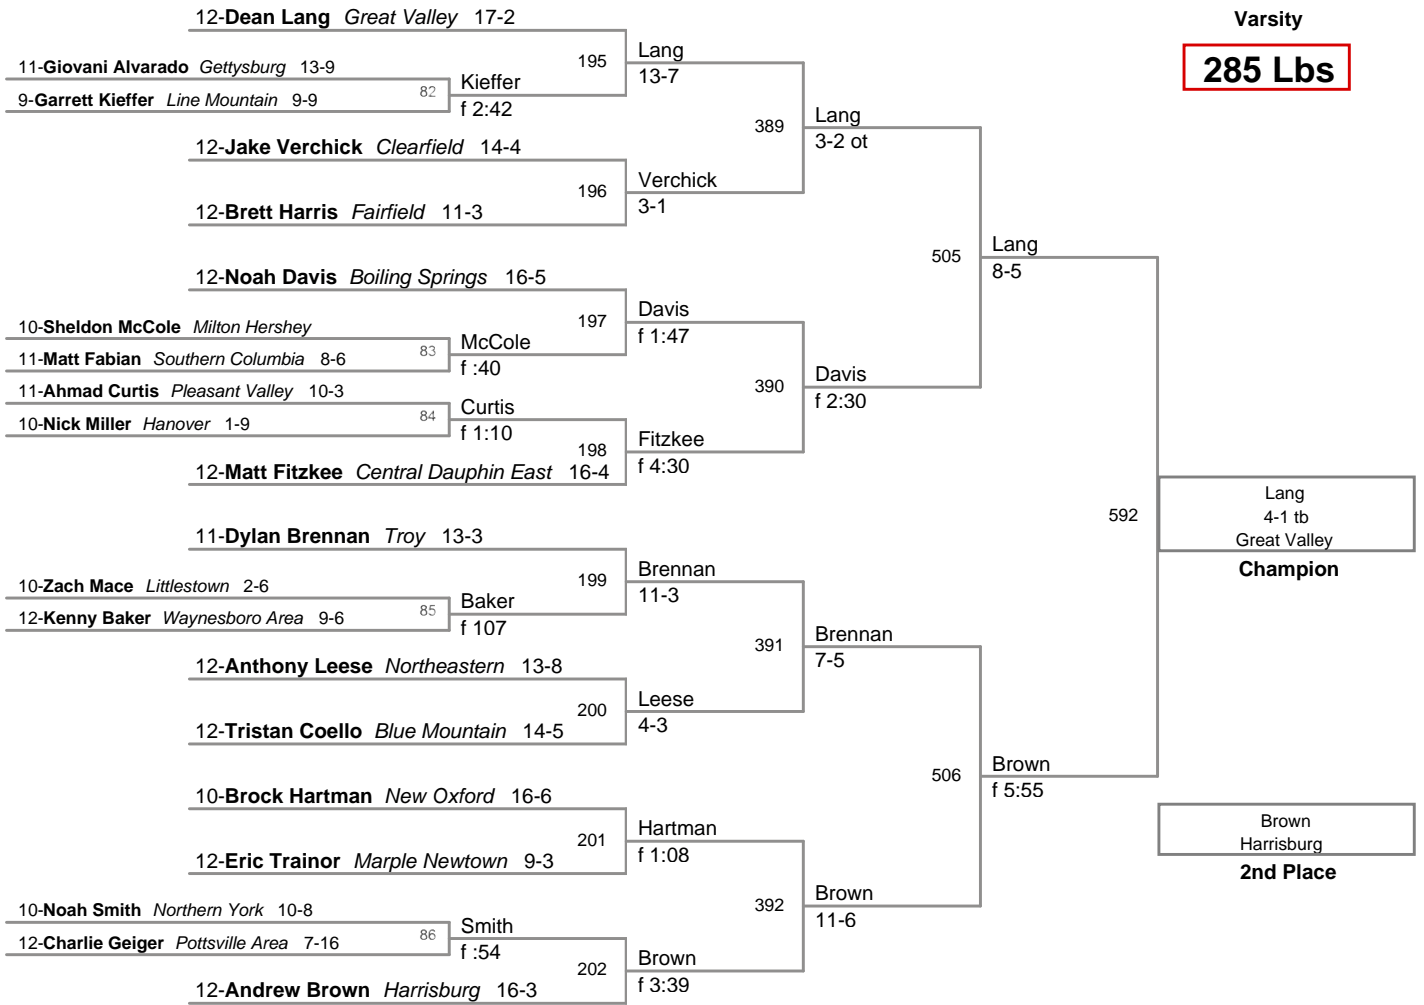 12-Dean Lang Great Valley 17-2
Varsity
285 Lbs
11-Giovani Alvarado Gettysburg 13-9
82
Kieffer
f 2:42
9-Garrett Kieffer Line Mountain 9-9
195
Lang
13-7
12-Jake Verchick Clearfield 14-4
196
Verchick
3-1
12-Brett Harris Fairfield 11-3
389
Lang
3-2 ot
12-Noah Davis Boiling Springs 16-5
197
Davis
f 1:47
10-Sheldon McCole Milton Hershey
83
McCole
f :40
11-Matt Fabian Southern Columbia 8-6
11-Ahmad Curtis Pleasant Valley 10-3
84
Curtis
f 1:10
10-Nick Miller Hanover 1-9
198
Fitzkee
f 4:30
12-Matt Fitzkee Central Dauphin East 16-4
390
Davis
f 2:30
505
Lang
8-5
11-Dylan Brennan Troy 13-3
199
Brennan
11-3
10-Zach Mace Littlestown 2-6
85
Baker
f 107
12-Kenny Baker Waynesboro Area 9-6
12-Anthony Leese Northeastern 13-8
200
Leese
4-3
12-Tristan Coello Blue Mountain 14-5
391
Brennan
7-5
592
Lang
4-1 tb
Great Valley
Champion
10-Brock Hartman New Oxford 16-6
201
Hartman
f 1:08
12-Eric Trainor Marple Newtown 9-3
10-Noah Smith Northern York 10-8
86
Smith
f :54
12-Charlie Geiger Pottsville Area 7-16
202
Brown
f 3:39
12-Andrew Brown Harrisburg 16-3
392
Brown
11-6
506
Brown
f 5:55
Brown
Harrisburg
2nd Place